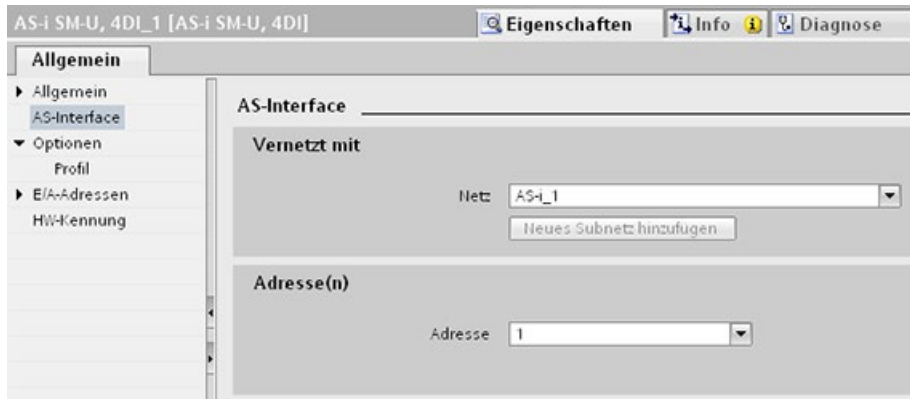 AS-i SM-U, 4DI_1 [AS-i SM-U, 4DI]
Eigenschaften
Info
Diagnose
Allgemein
Allgemein
AS-Interface
Optionen
Profil
E/A-Adressen
HW-Kennung
AS-Interface
Vernetzt mit
Netz
AS-i_1
Neues Subnetz hinzufügen
Adresse(n)
Adresse
1